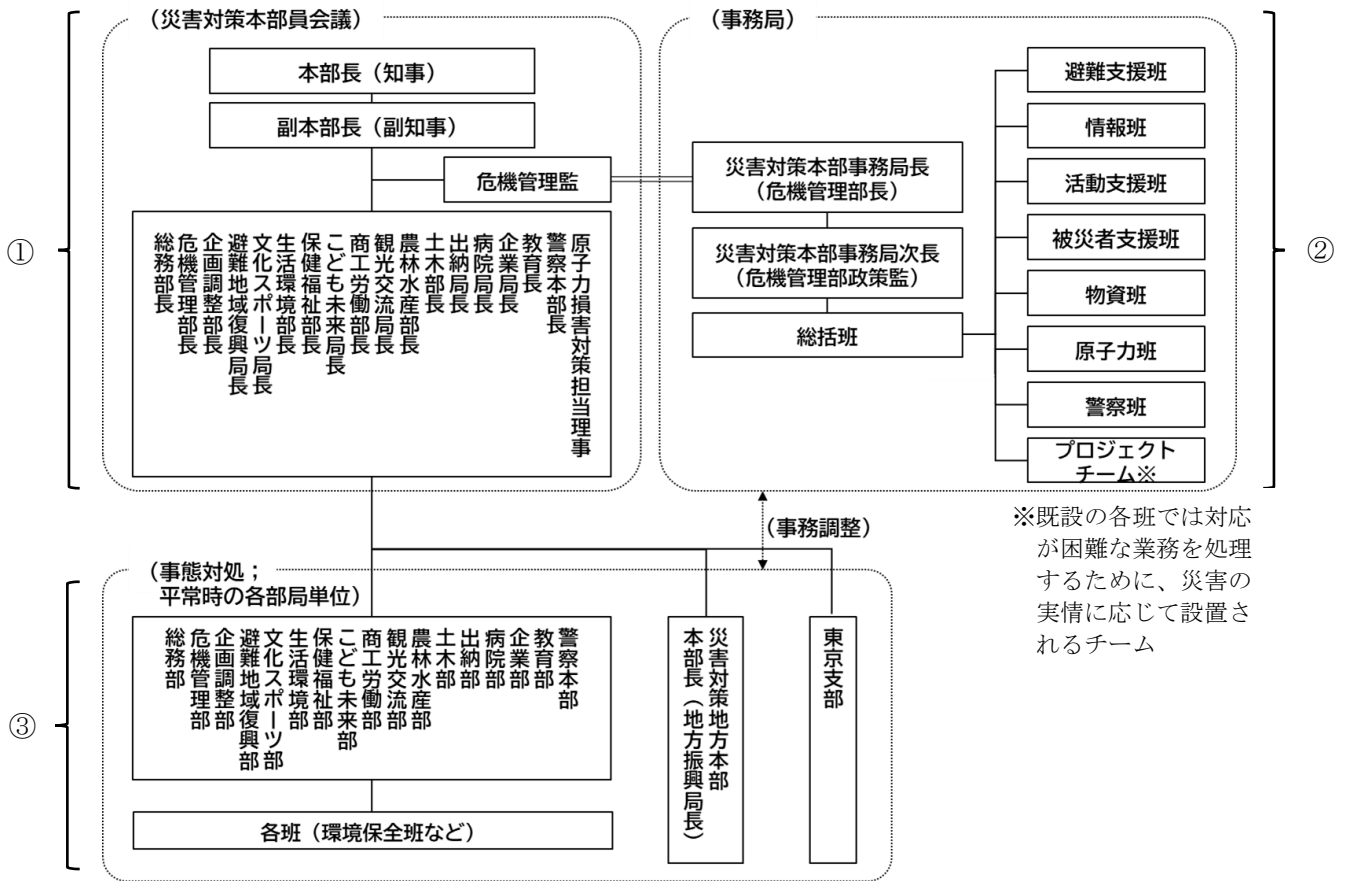 （災害対策本部員会議）
本部長（知事）
副本部長（副知事）
危機管理監
総務部長
危機管理部長
企画調整部長
避難地域復興局長
文化スポーツ局長
生活環境部長
保健福祉部長
こども未来局長
商工労働部長
観光交流局長
農林水産部長
土木部長
出納局長
病院局長
企業局長
教育長
警察本部長
原子力損害対策担当理事
①
（事務局）
災害対策本部事務局長
（危機管理部長）
災害対策本部事務局次長
（危機管理部政策監）
総括班
避難支援班
情報班
活動支援班
被災者支援班
物資班
原子力班
警察班
プロジェクト
チーム※
②
※既設の各班では対応
が困難な業務を処理
するために、災害の
実情に応じて設置さ
れるチーム
（事務調整）
（事態対処；
平常時の各部局単位）
総務部
危機管理部
企画調整部
避難地域復興部
文化スポーツ部
生活環境部
保健福祉部
こども未来部
商工労働部
観光交流部
農林水産部
土木部
出納部
病院部
企業部
教育部
警察本部
各班（環境保全班など）
災害対策地方本部
本部長（地方振興局長）
東京支部
③